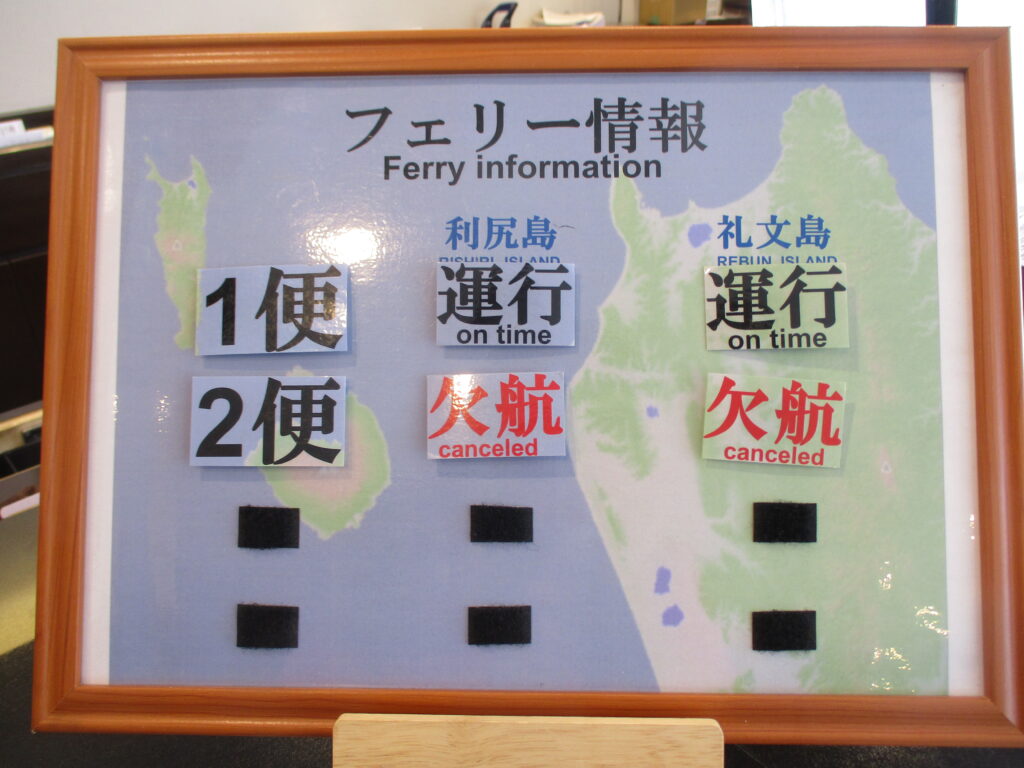 フェリー情報
Ferry information
利尻島 礼文島
RISHIRI ISLAND REBUN ISLAND
1便 運行 運行
on time on time
2便 欠航 欠航
canceled canceled